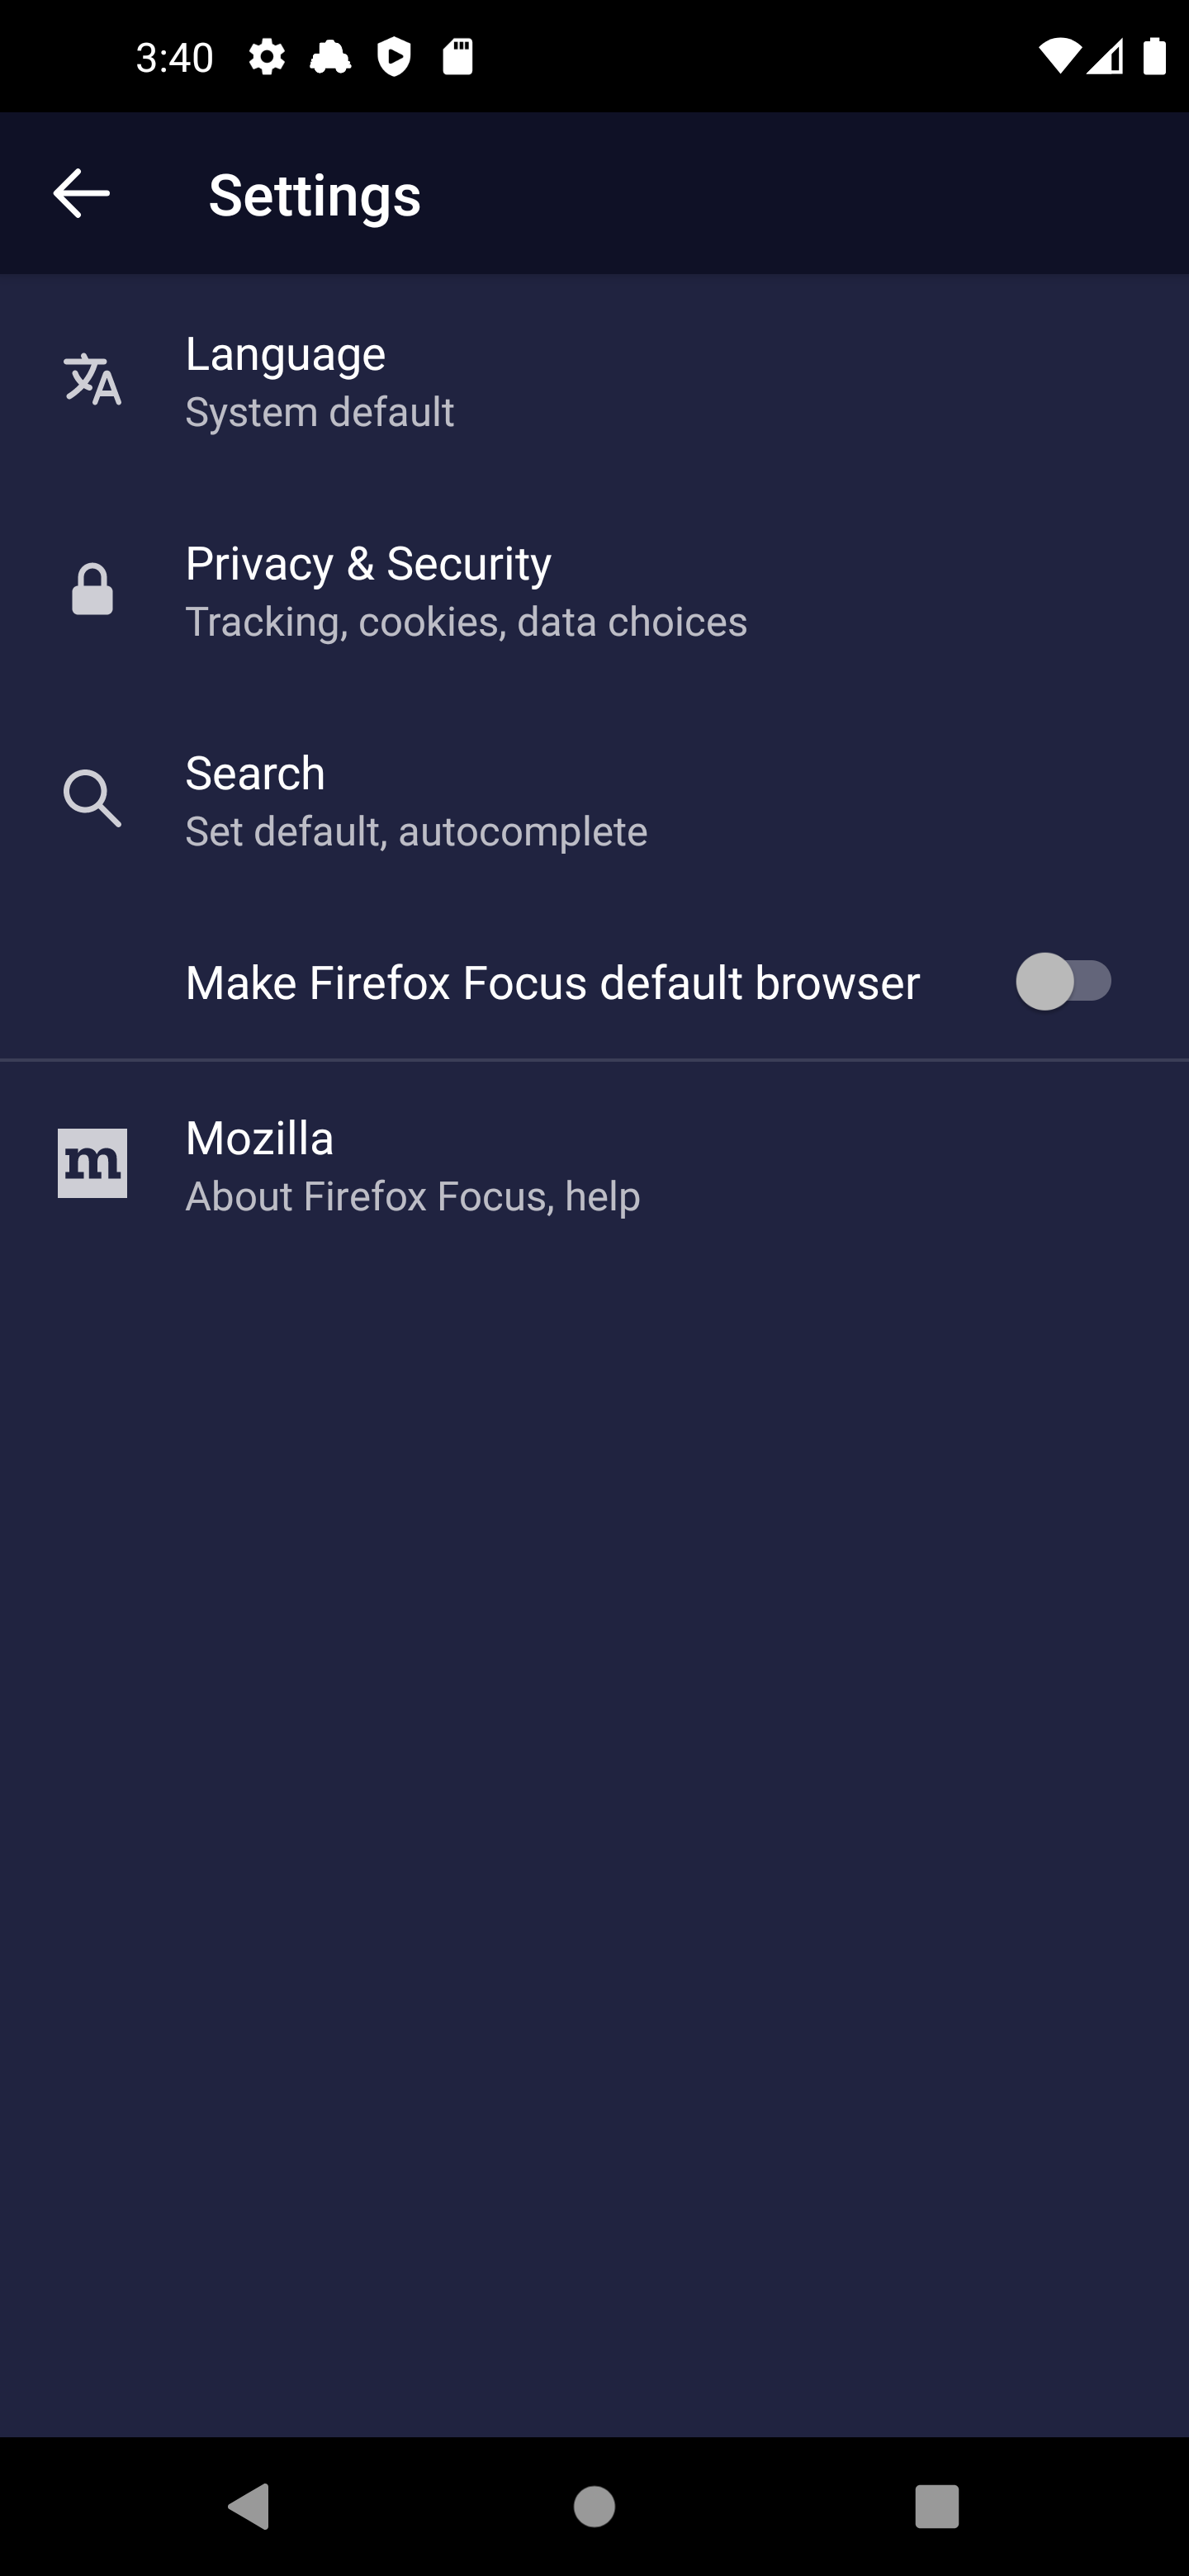 3:40
Settings
Language
System default
Privacy & Security
Tracking, cookies, data choices
Search
Set default, autocomplete
Make Firefox Focus default browser
m
Mozilla
About Firefox Focus, help